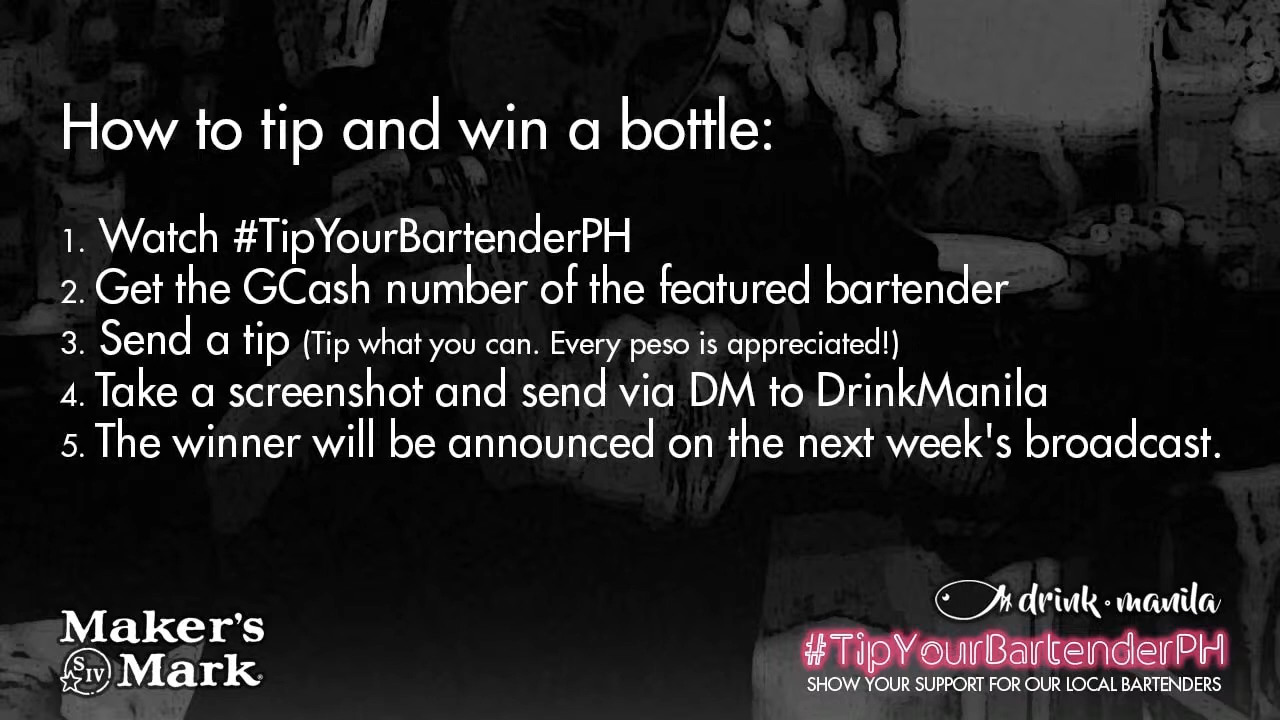 How to tip and win a bottle:
1. Watch #TipYourBartenderPH
2. Get the GCash number of the featured bartender
3. Send a tip (Tip what you can. Every peso is appreciated!)
4. Take a screenshot and send via DM to DrinkManila
5. The winner will be announced on the next week's broadcast.
Maker's
SIV Mark
drink·manila
#TipYourBartenderPH
SHOW YOUR SUPPORT FOR OUR LOCAL BARTENDERS